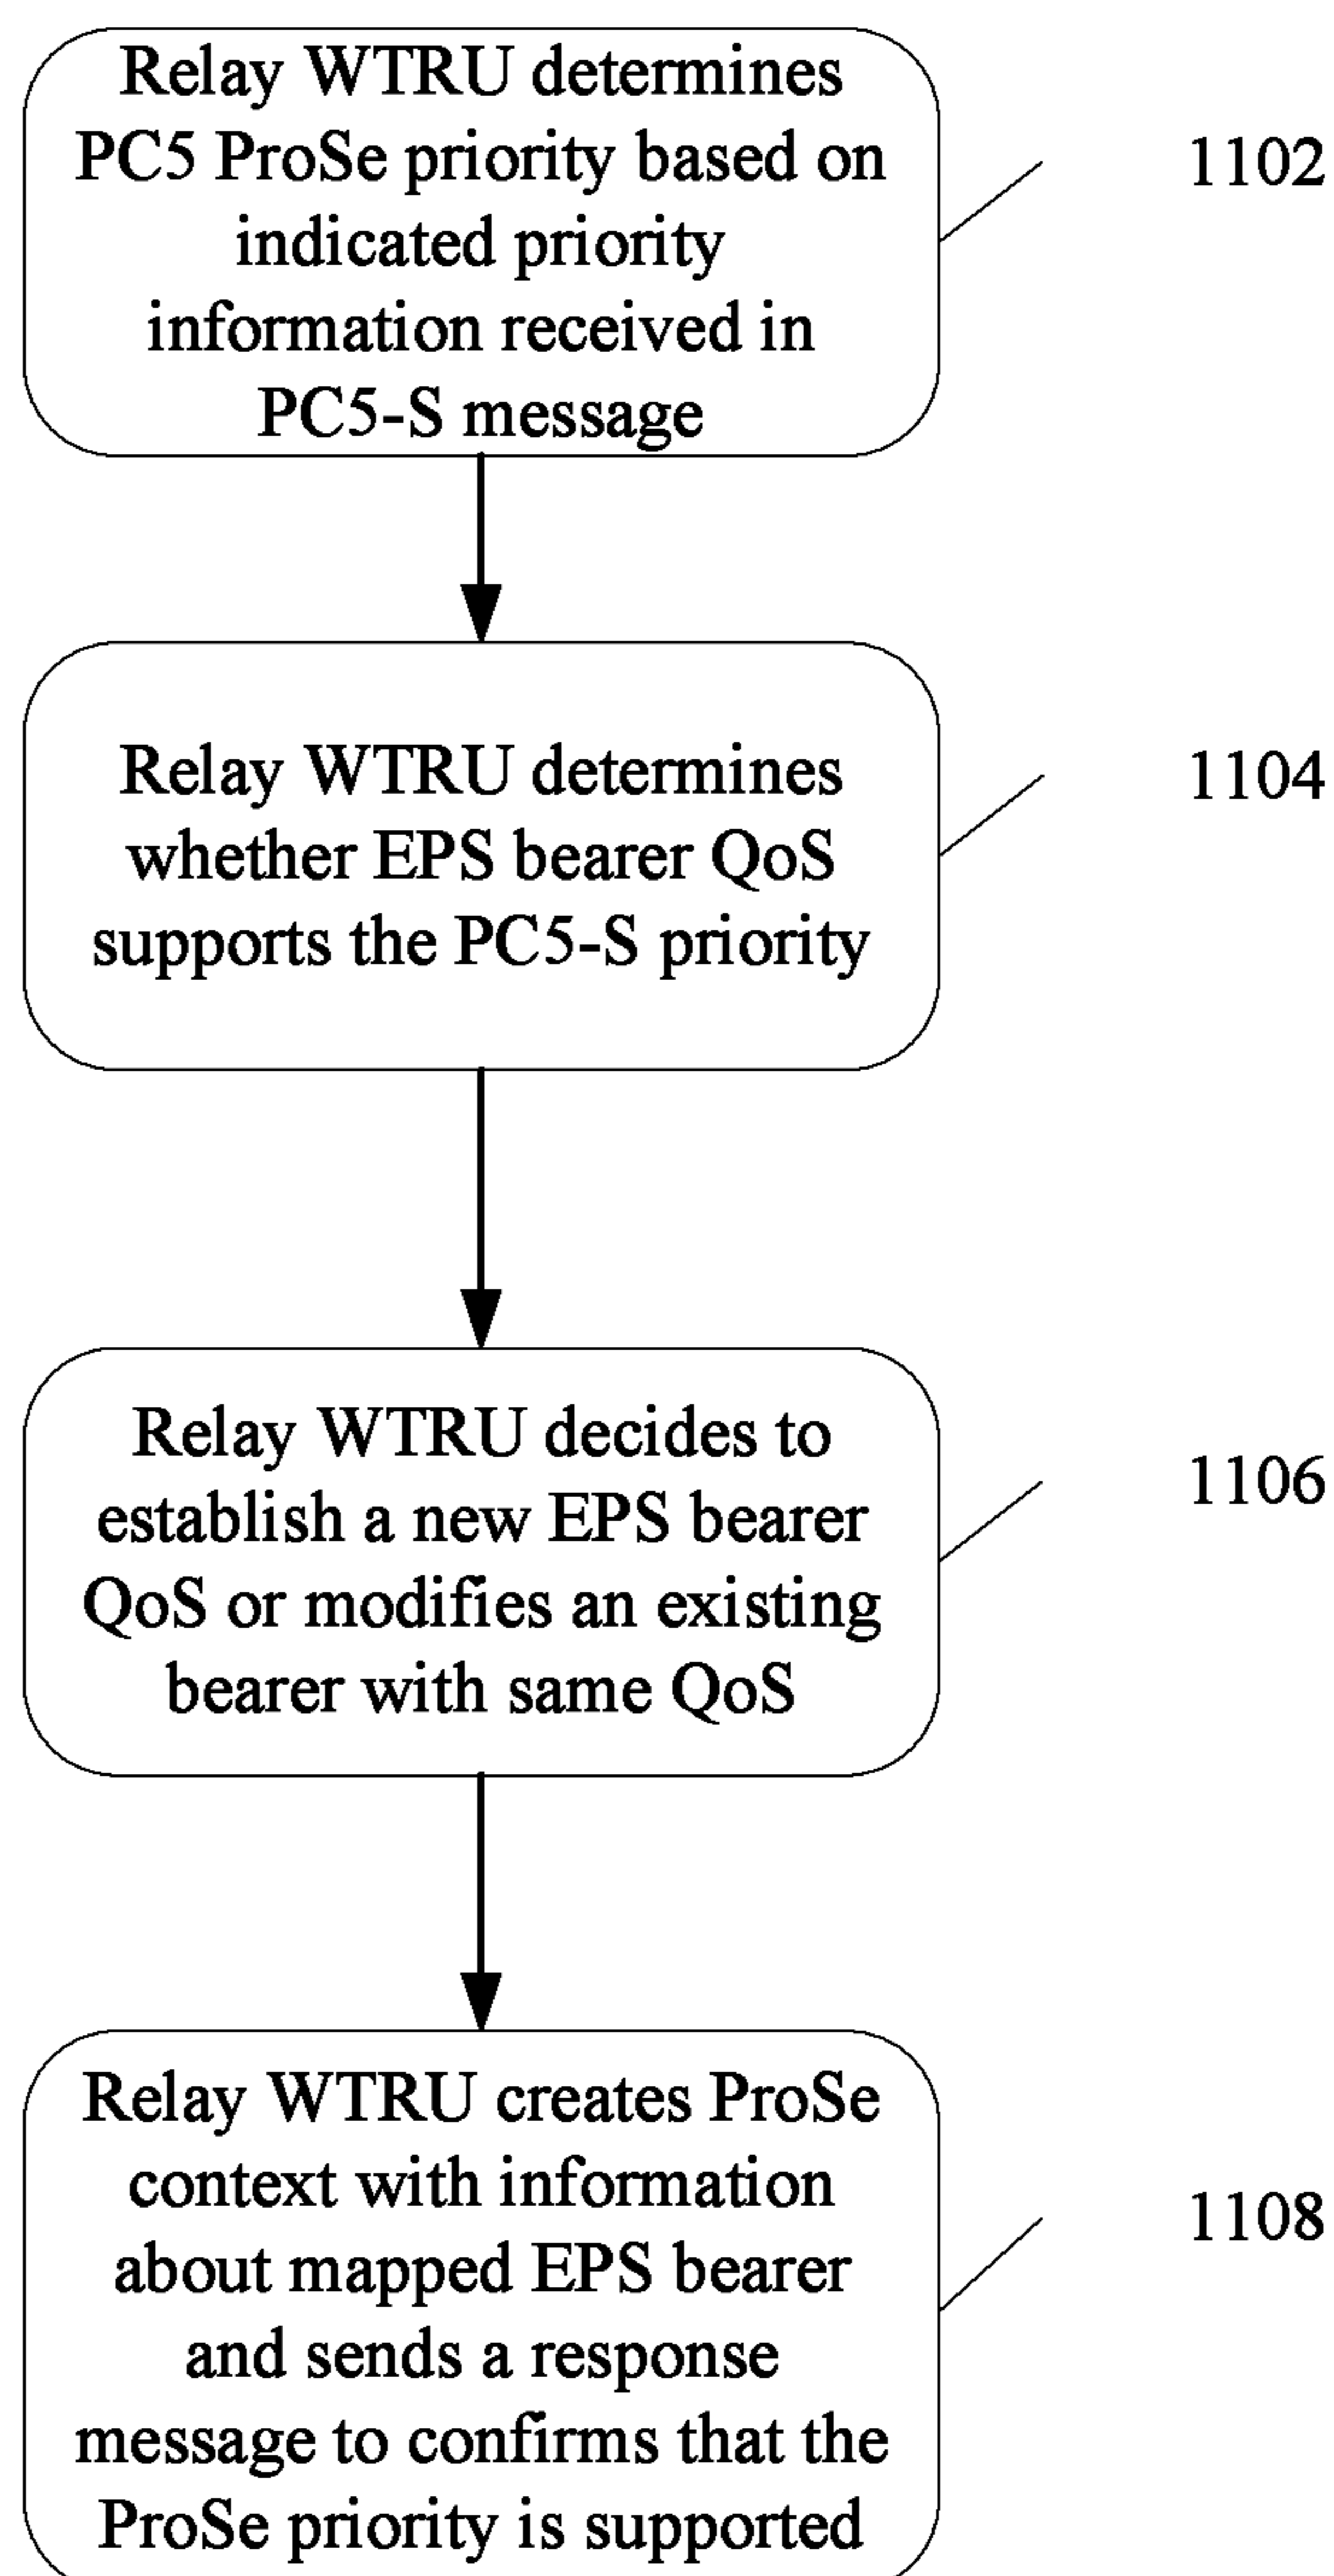 Relay WTRU determines
PC5 ProSe priority based on
indicated priority
information received in
PC5-S message
1102
Relay WTRU determines
whether EPS bearer QoS
supports the PC5-S priority
1104
Relay WTRU decides to
establish a new EPS bearer
QoS or modifies an existing
bearer with same QoS
1106
Relay WTRU creates ProSe
context with information
about mapped EPS bearer
and sends a response
message to confirms that the
ProSe priority is supported
1108